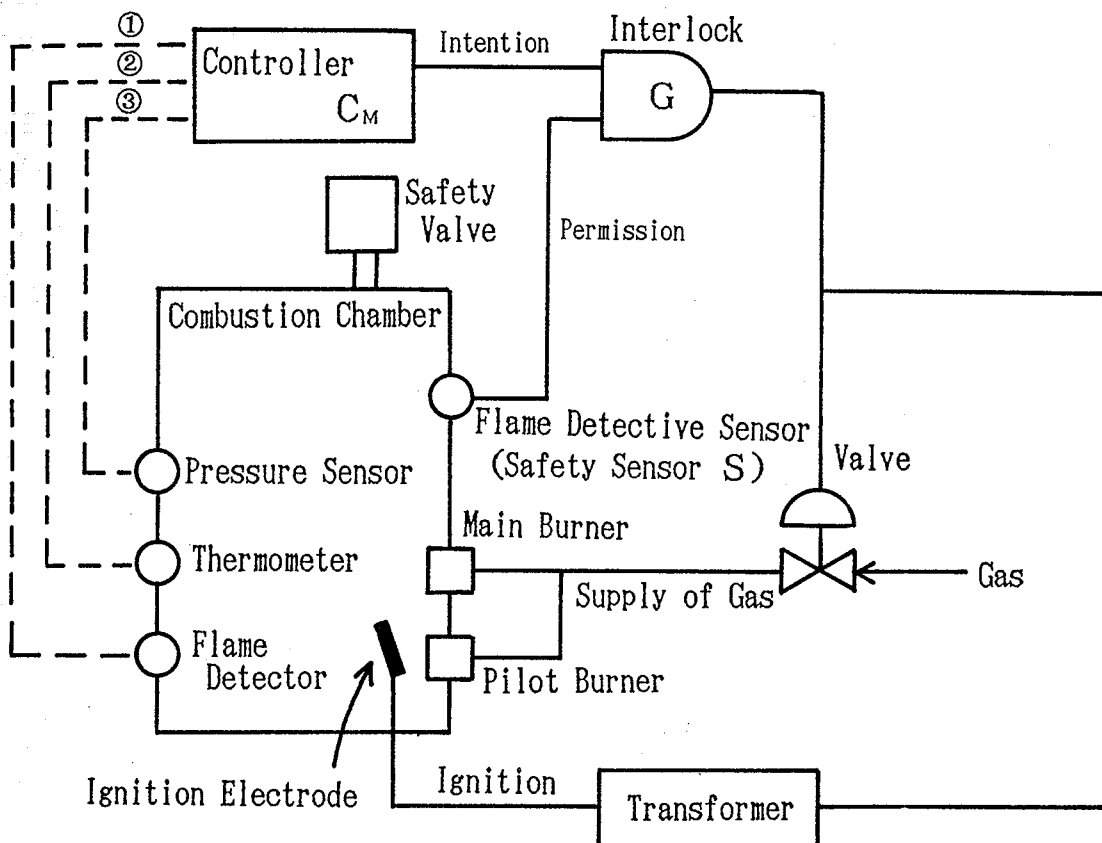 ①
②
③
Controller
CM
Intention
Interlock
G
Safety
Valve
Permission
Combustion Chamber
Flame Detective Sensor
(Safety Sensor S)
Valve
Pressure Sensor
Main Burner
Thermometer
Supply of Gas
Gas
Flame
Detector
Pilot Burner
Ignition Electrode
Ignition
Transformer